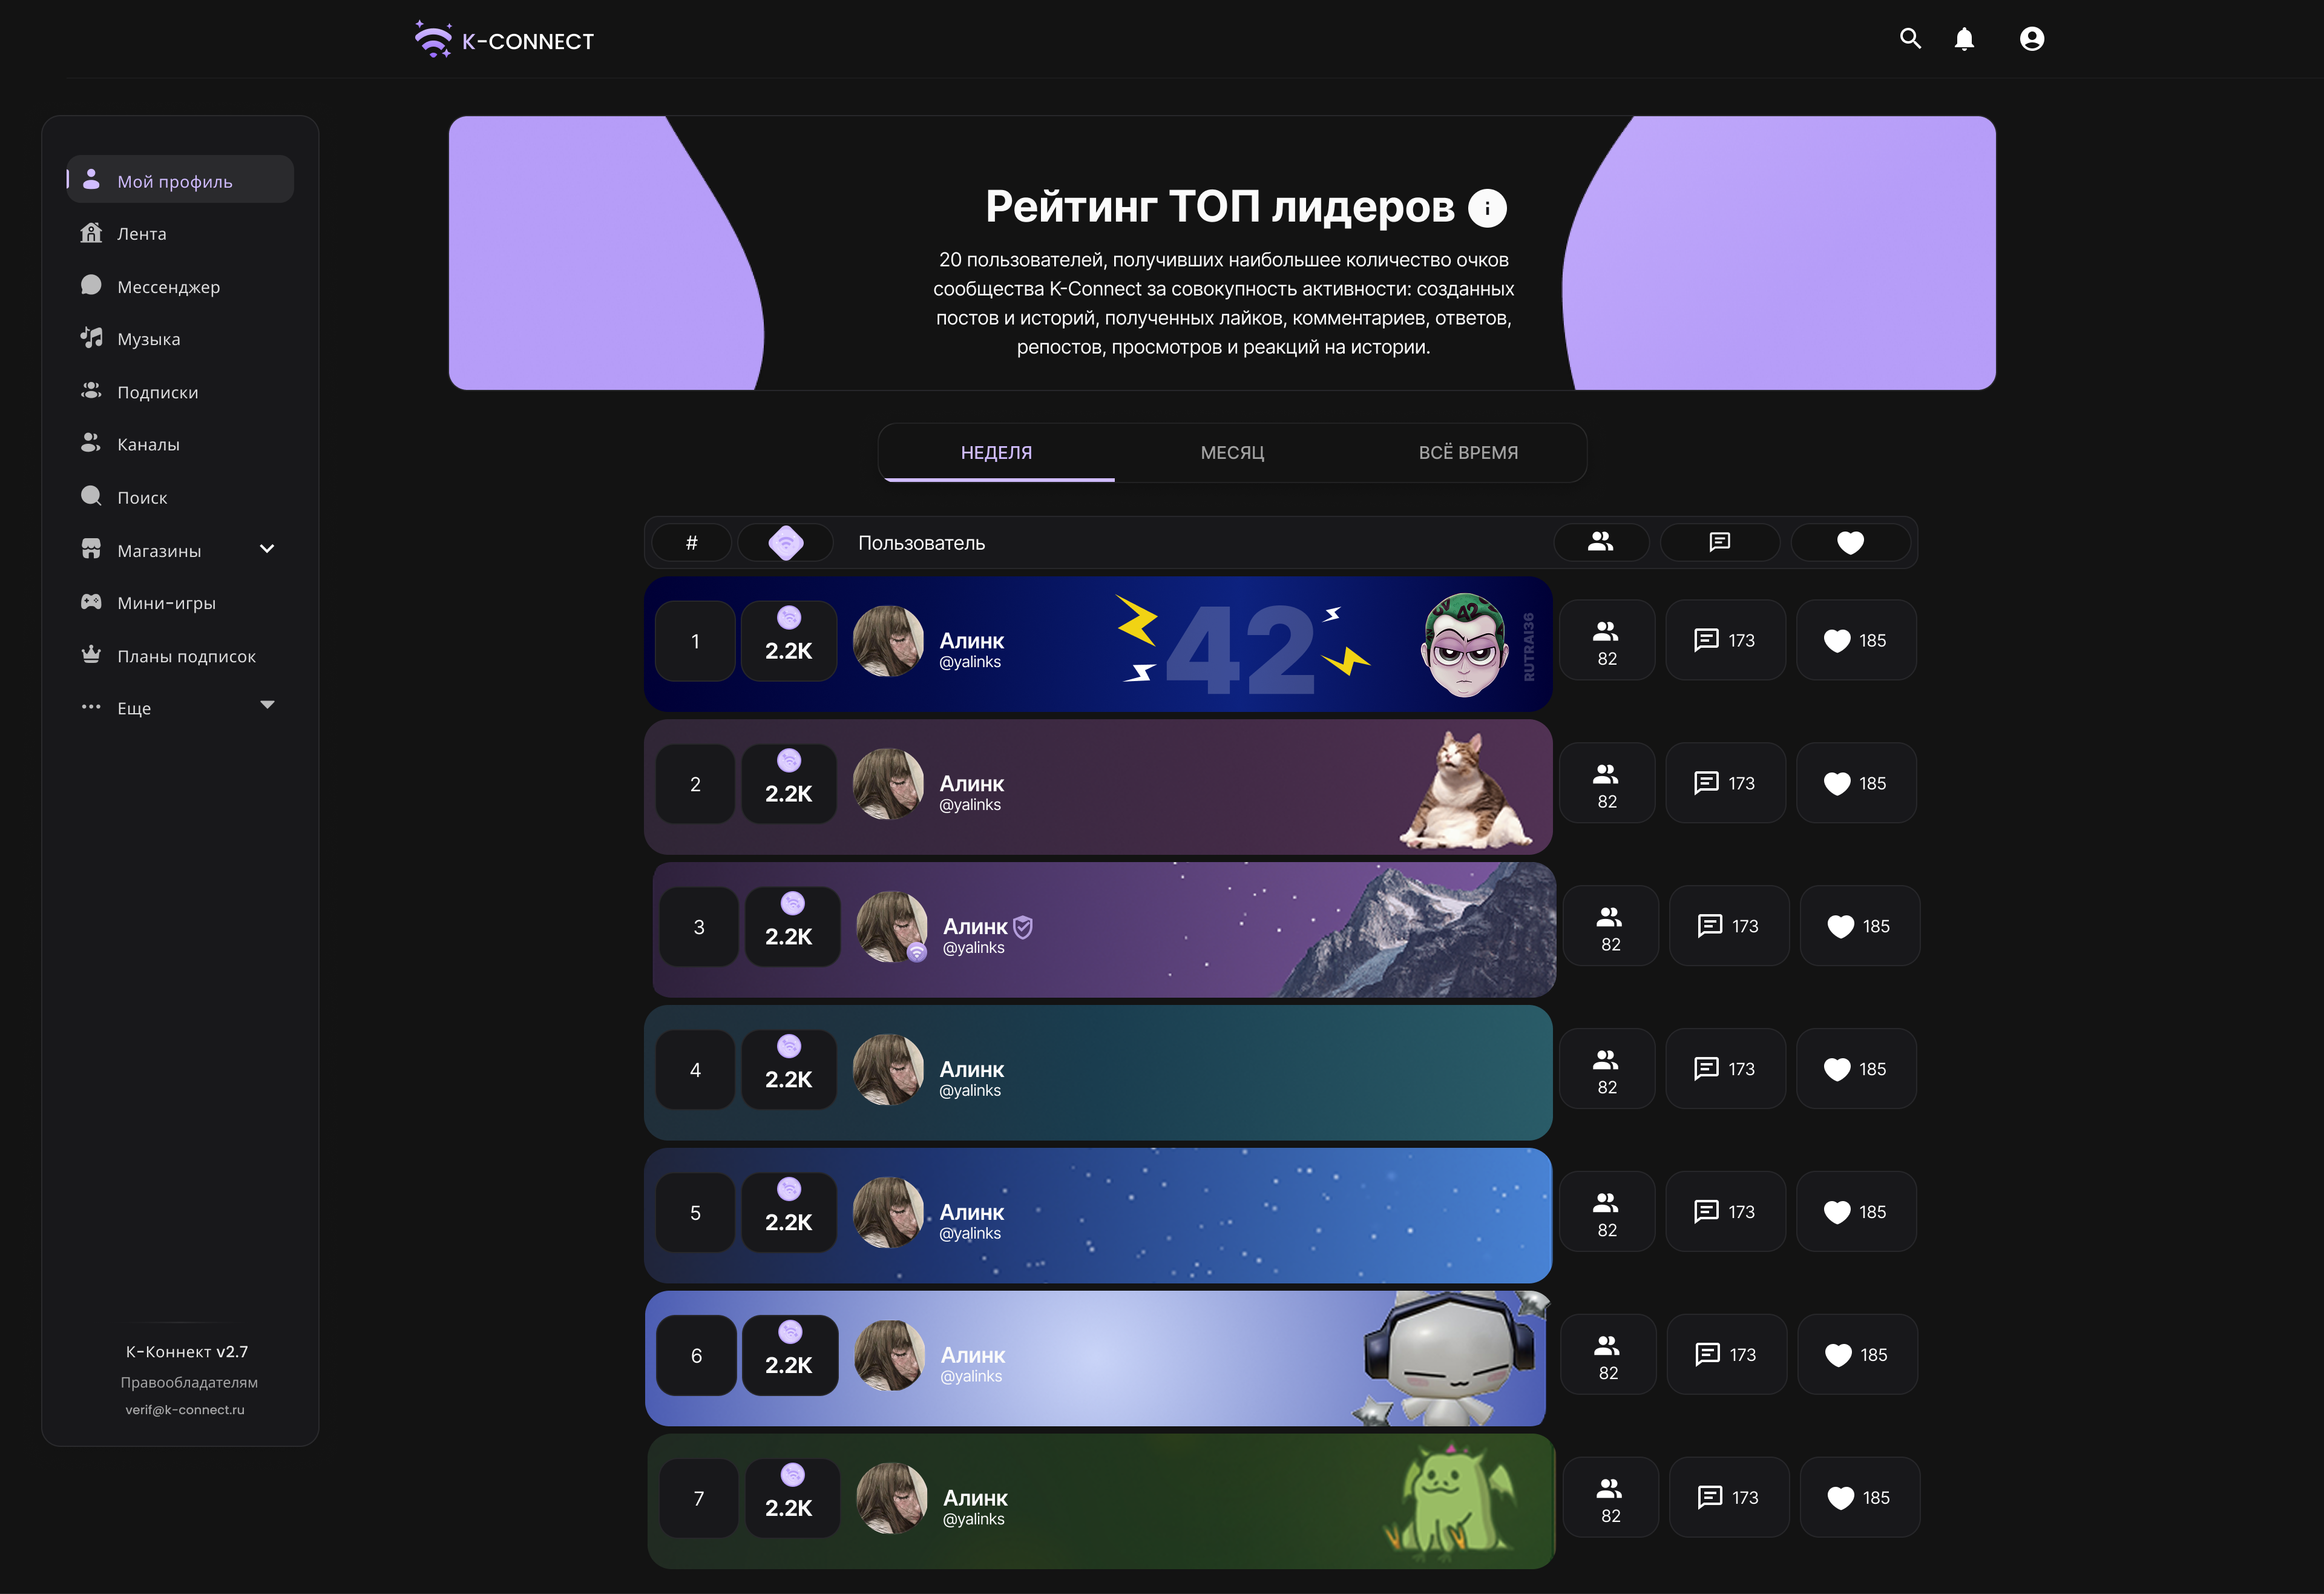 K-CONNECT
Мой профиль
Лента
Мессенджер
Музыка
Подписки
Каналы
Поиск
Магазины
Мини-игры
Планы подписок
Еще
К-Коннект v2.7
Правообладателям
verif@k-connect.ru
Рейтинг ТОП лидеров i
20 пользователей, получивших наибольшее количество очков
сообщества K-Connect за совокупность активности: созданных
постов и историй, полученных лайков, комментариев, ответов,
репостов, просмотров и реакций на истории.
НЕДЕЛЯ МЕСЯЦ ВСЁ ВРЕМЯ
# Пользователь
1 2.2K Алинк 42 RUTRAI36 82 173 185
@yalinks
2 2.2K Алинк 82 173 185
@yalinks
3 2.2K Алинк 82 173 185
@yalinks
4 2.2K Алинк 82 173 185
@yalinks
5 2.2K Алинк 82 173 185
@yalinks
6 2.2K Алинк 82 173 185
@yalinks
7 2.2K Алинк 82 173 185
@yalinks